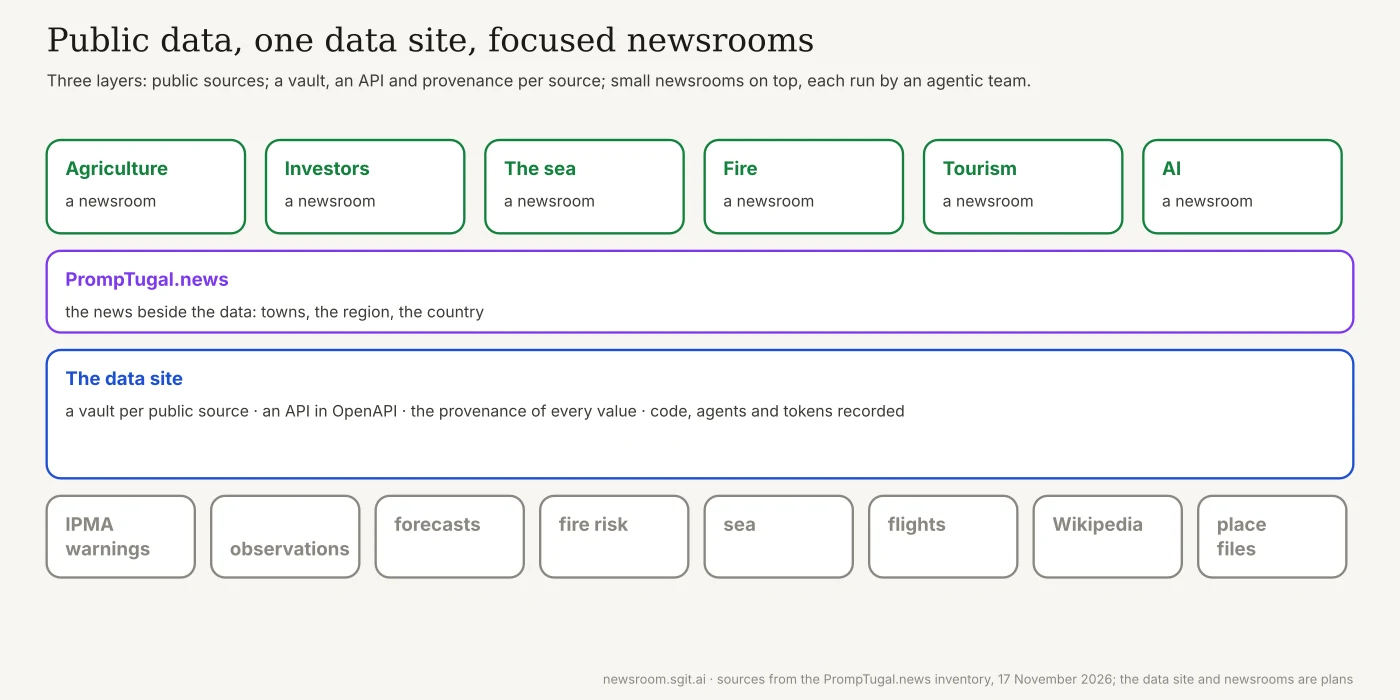 Public data, one data site, focused newsrooms
Three layers: public sources; a vault, an API and provenance per source; small newsrooms on top, each run by an agentic team.
Agriculture
a newsroom
Investors
a newsroom
The sea
a newsroom
Fire
a newsroom
Tourism
a newsroom
AI
a newsroom
PrompTugal.news
the news beside the data: towns, the region, the country
The data site
a vault per public source · an API in OpenAPI · the provenance of every value · code, agents and tokens recorded
IPMA
warnings
observations
forecasts
fire risk
sea
flights
Wikipedia
place
files
newsroom.sgit.ai · sources from the PrompTugal.news inventory, 17 November 2026; the data site and newsrooms are plans